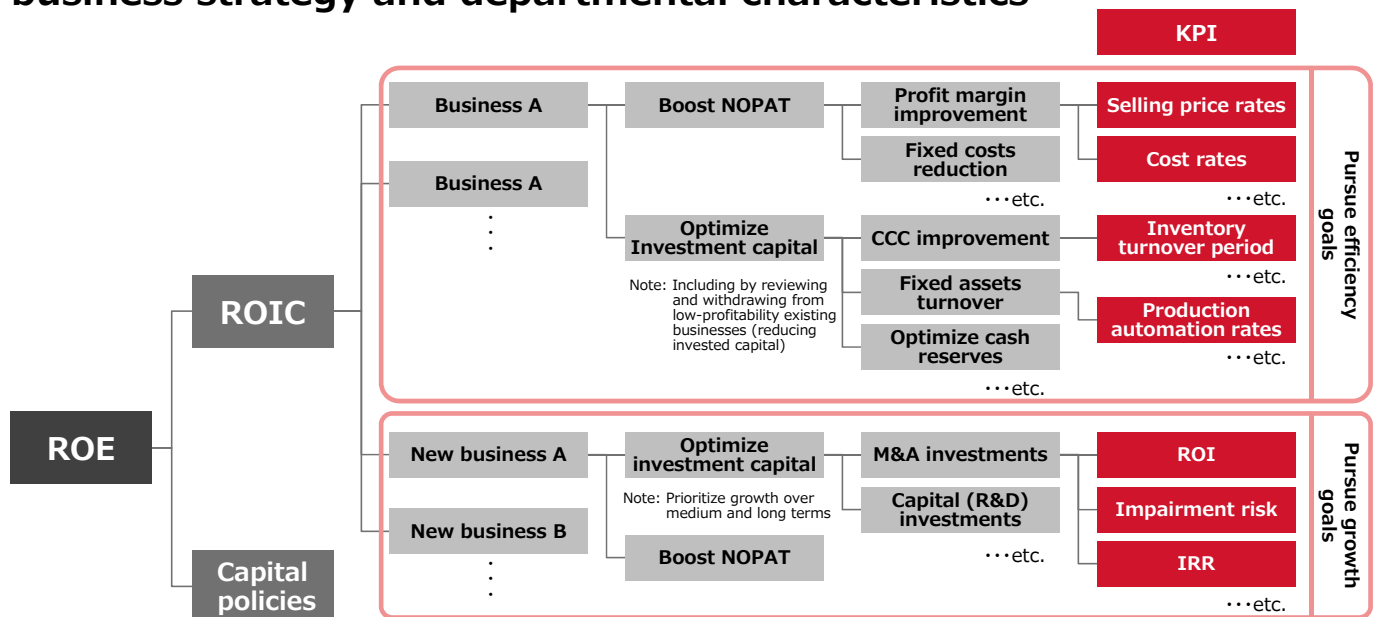 business strategy and departmental characteristics
KPI
Business A
Boost NOPAT
Profit margin
improvement
Selling price rates
Fixed costs
reduction
Cost rates
Business A
･･･etc.
･･･etc.
Optimize
Investment capital
CCC improvement
Inventory
turnover period
･･･etc.
Note: Including by reviewing
and withdrawing from
low-profitability existing
businesses (reducing
invested capital)
Fixed assets
turnover
Production
automation rates
Optimize cash
reserves
･･･etc.
･･･etc.
Pursue efficiency
goals
ROIC
ROE
Capital
policies
New business A
Optimize
investment capital
M&A investments
ROI
Note: Prioritize growth over
medium and long terms
Capital (R&D)
investments
Impairment risk
New business B
Boost NOPAT
･･･etc.
IRR
･･･etc.
Pursue growth
goals